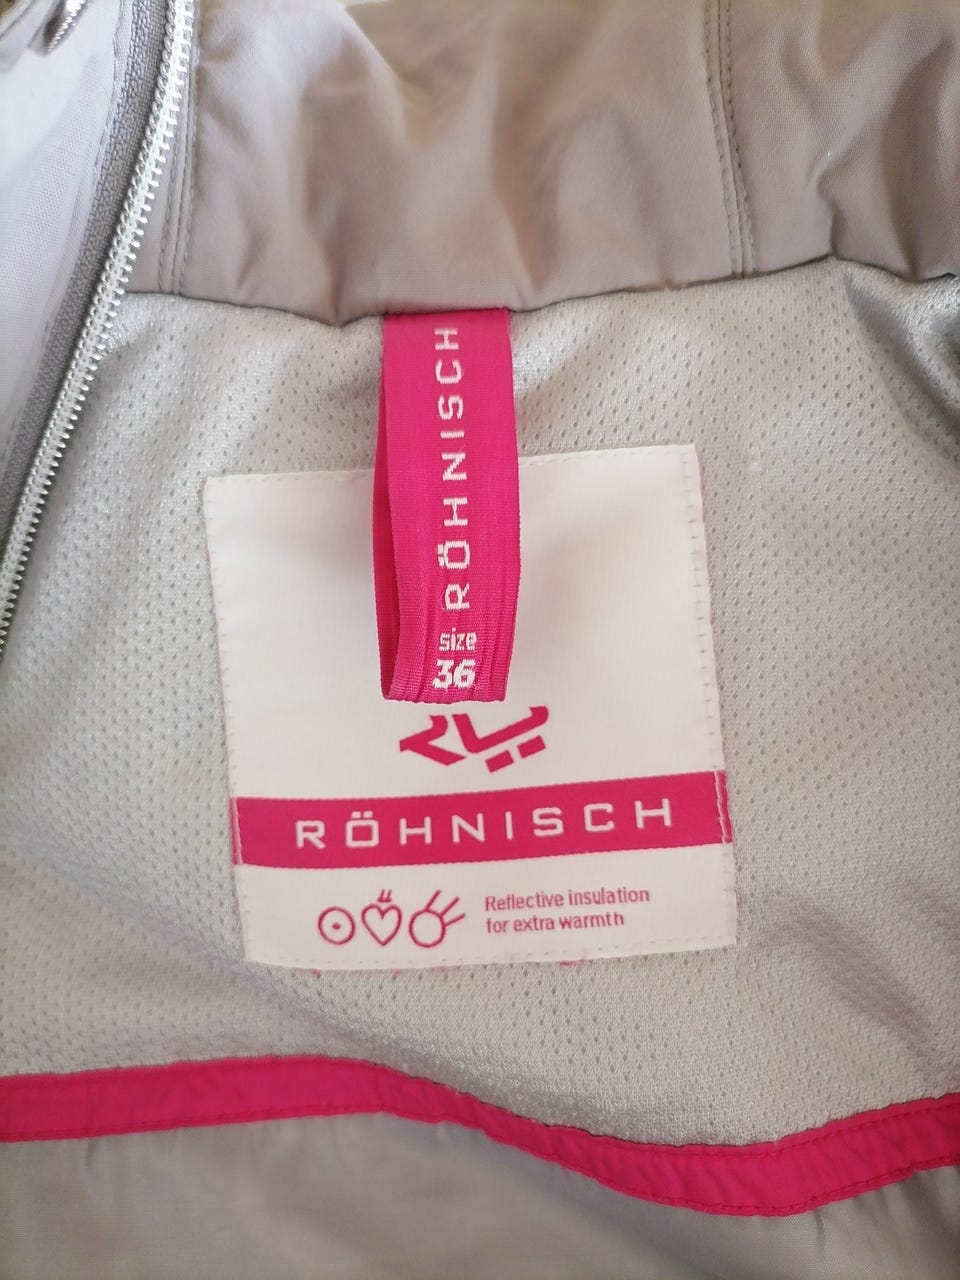 RÖHNISCH
size
36
RÖHNISCH
Reflective insulation
for extra warmth